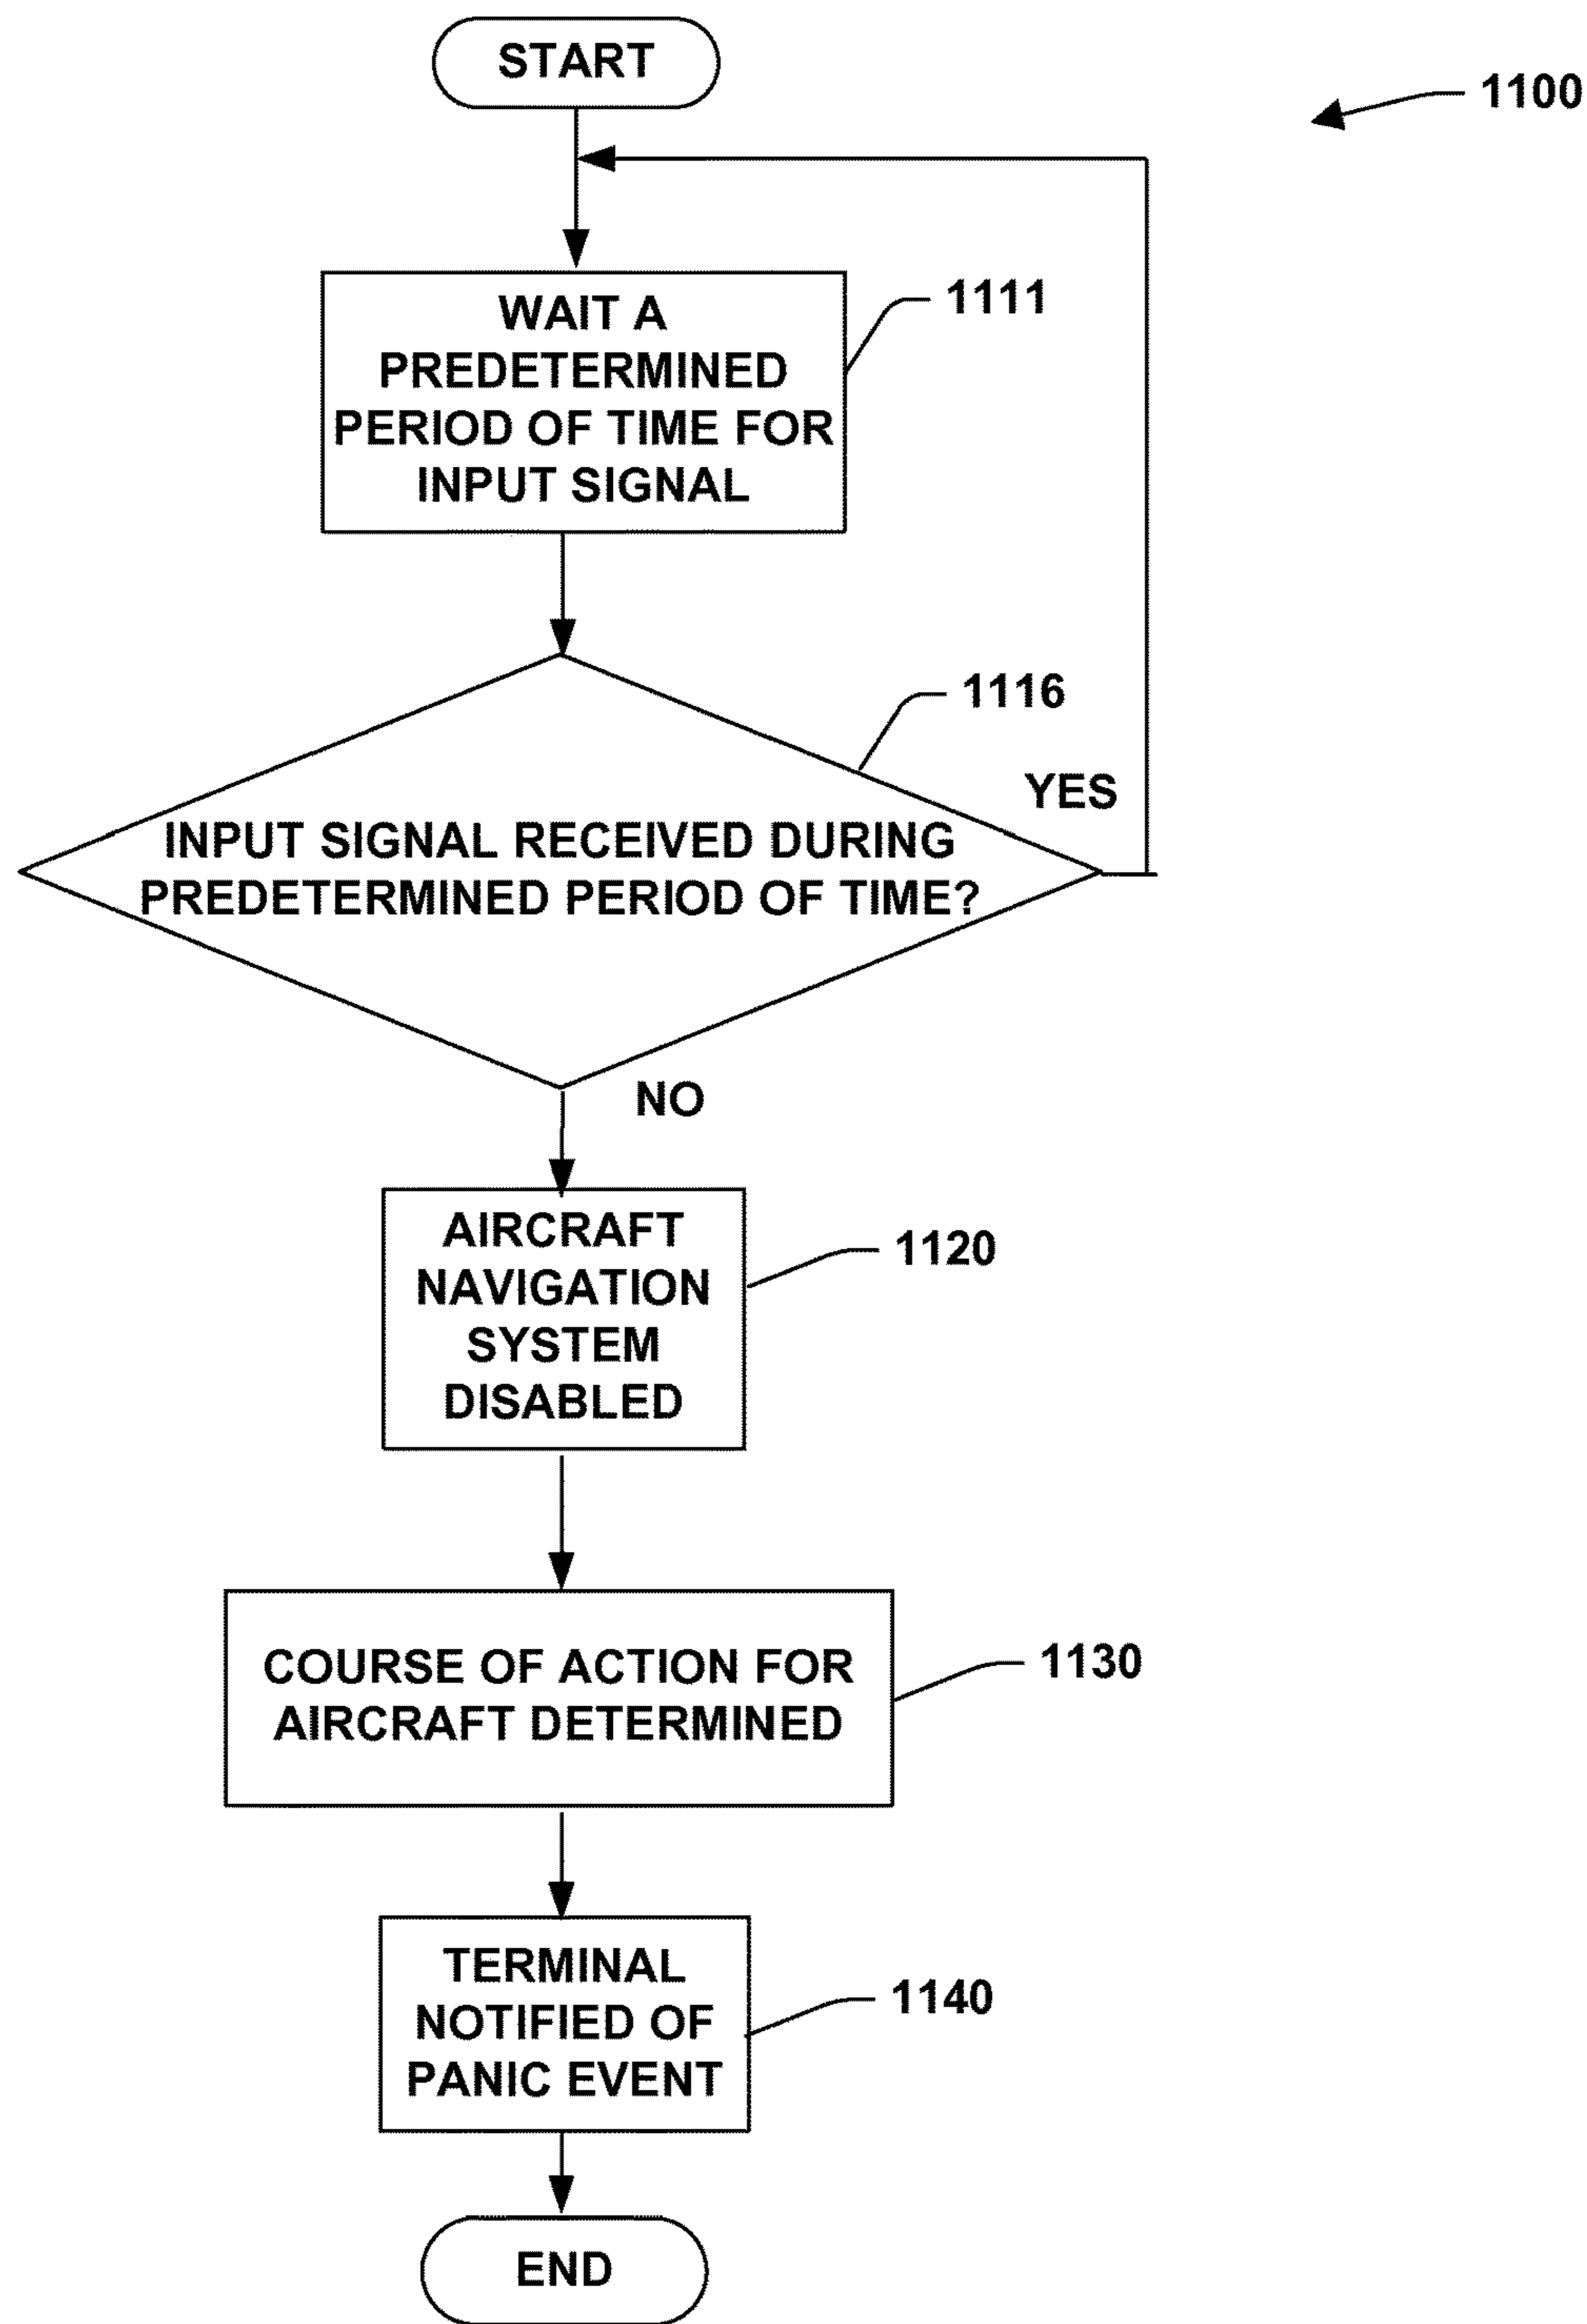 START
1100
WAIT A
PREDETERMINED
PERIOD OF TIME FOR
INPUT SIGNAL
1111
1116
YES
INPUT SIGNAL RECEIVED DURING
PREDETERMINED PERIOD OF TIME?
NO
AIRCRAFT
NAVIGATION
SYSTEM
DISABLED
1120
COURSE OF ACTION FOR
AIRCRAFT DETERMINED
1130
TERMINAL
NOTIFIED OF
PANIC EVENT
1140
END